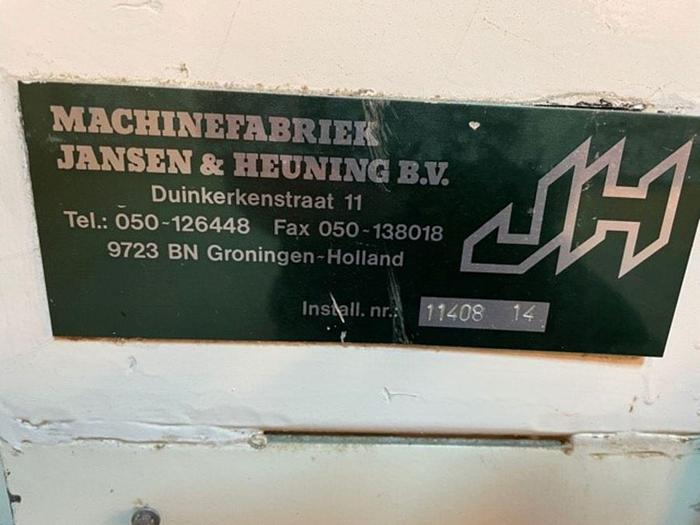 MACHINEFABRIEK
JANSEN & HEUNING B.V.
Duinkerkenstraat 11
Tel.: 050-126448 Fax 050-138018
9723 BN Groningen-Holland
JH
Install. nr.: 11408 14